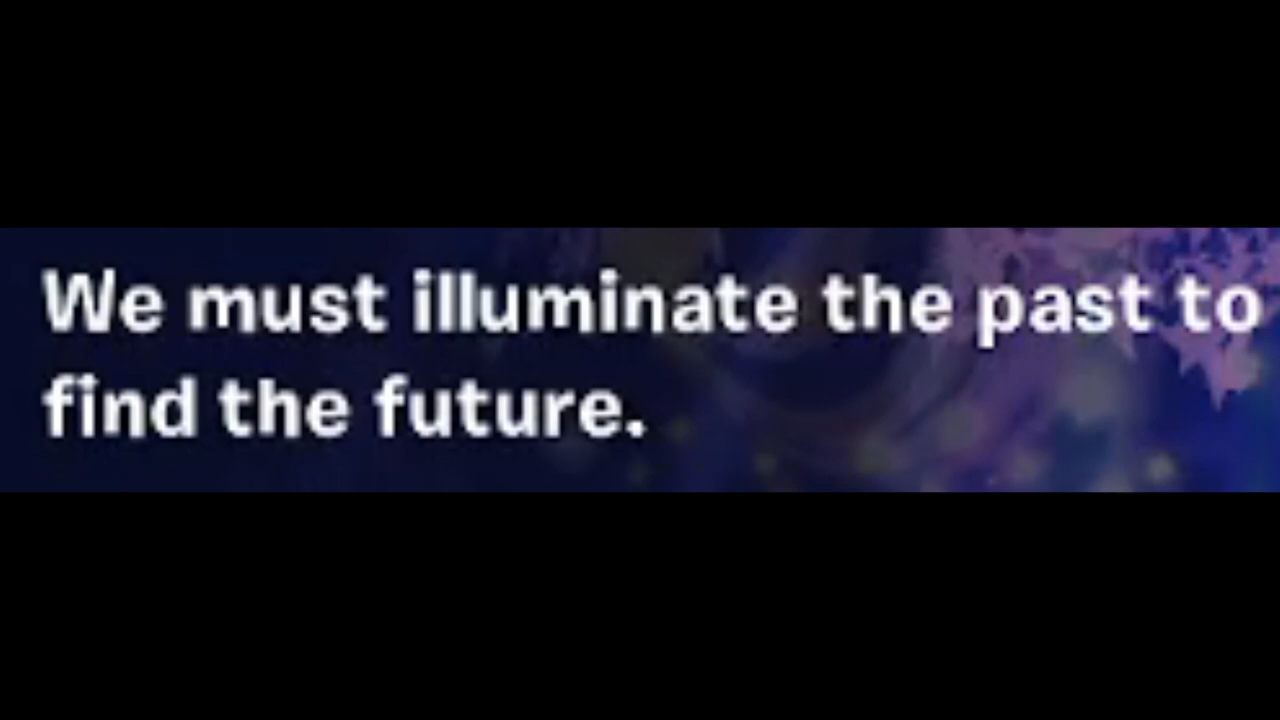 We must illuminate the past to
find the future.